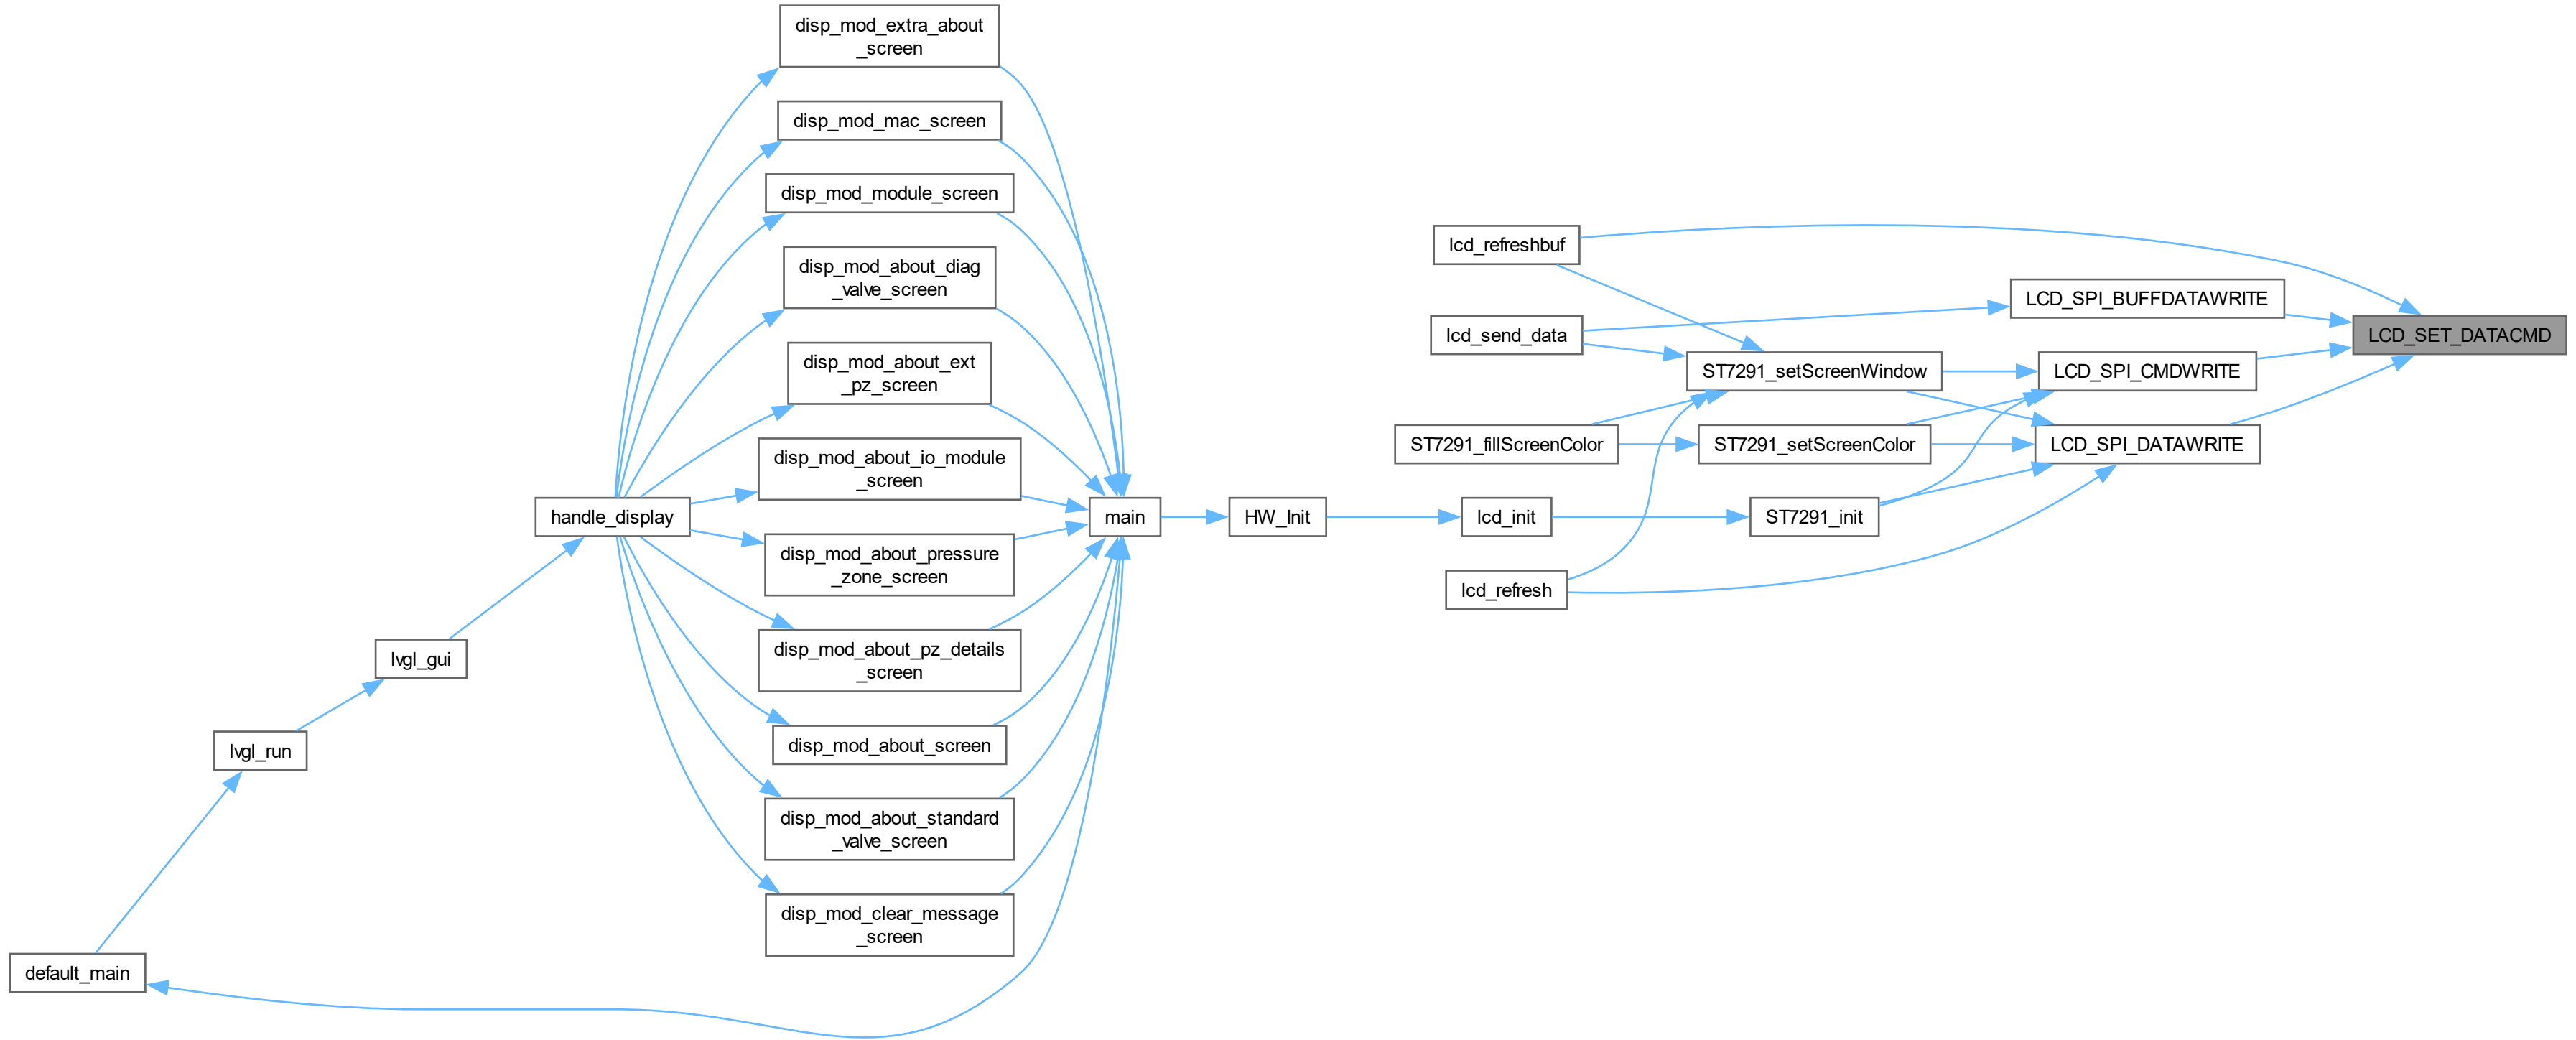 disp_mod_extra_about
_screen
disp_mod_mac_screen
disp_mod_module_screen
disp_mod_about_diag
_valve_screen
disp_mod_about_ext
_pz_screen
disp_mod_about_io_module
_screen
handle_display
disp_mod_about_pressure
_zone_screen
disp_mod_about_pz_details
_screen
lvgl_gui
disp_mod_about_screen
lvgl_run
disp_mod_about_standard
_valve_screen
disp_mod_clear_message
_screen
default_main
main
HW_Init
lcd_refreshbuf
lcd_send_data
ST7291_fillScreenColor
lcd_init
lcd_refresh
ST7291_setScreenWindow
ST7291_setScreenColor
ST7291_init
LCD_SPI_BUFFDATAWRITE
LCD_SPI_CMDWRITE
LCD_SPI_DATAWRITE
LCD_SET_DATACMD